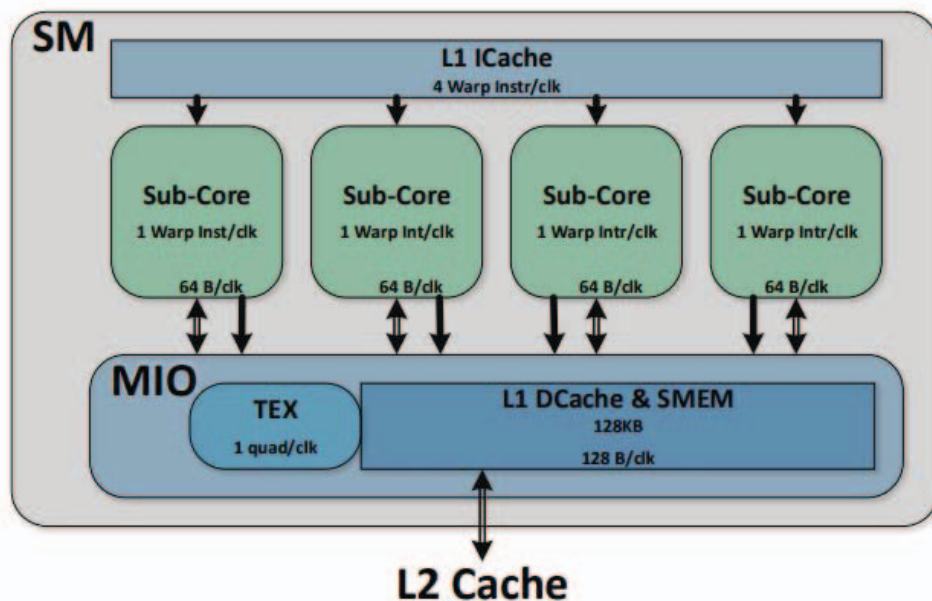 SM
L1 ICache
4 Warp Instr/clk
Sub-Core
1 Warp Inst/clk
64 B/clk
Sub-Core
1 Warp Int/clk
64 B/clk
Sub-Core
1 Warp Intr/clk
64 B/clk
Sub-Core
1 Warp Intr/clk
64 B/clk
MIO
TEX
1 quad/clk
L1 DCache & SMEM
128KB
128 B/clk
L2 Cache